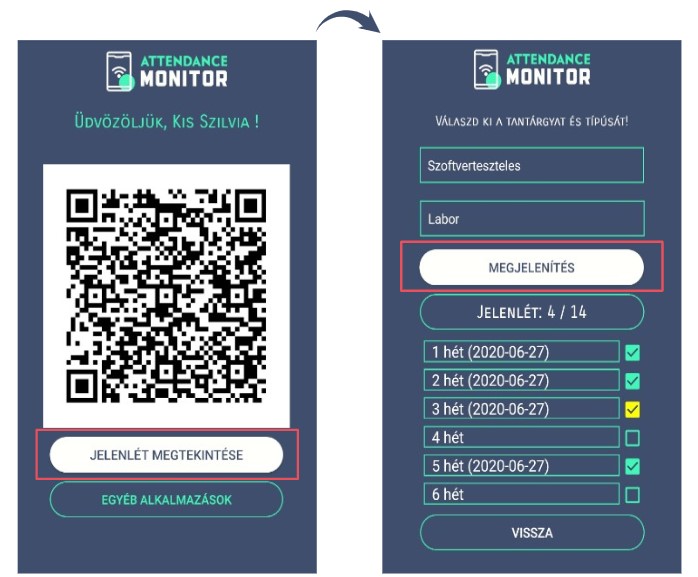 ATTENDANCE
MONITOR
Üdvözöljük, Kis Szilvia !
JELENLÉT MEGTEKINTÉSE
EGYÉB ALKALMAZÁSOK
ATTENDANCE
MONITOR
Válaszd ki a tantárgyat és típusát!
Szoftverteszteles
Labor
MEGJELENÍTÉS
Jelenlét: 4 / 14
1 hét (2020-06-27)
2 hét (2020-06-27)
3 hét (2020-06-27)
4 hét
5 hét (2020-06-27)
6 hét
VISSZA